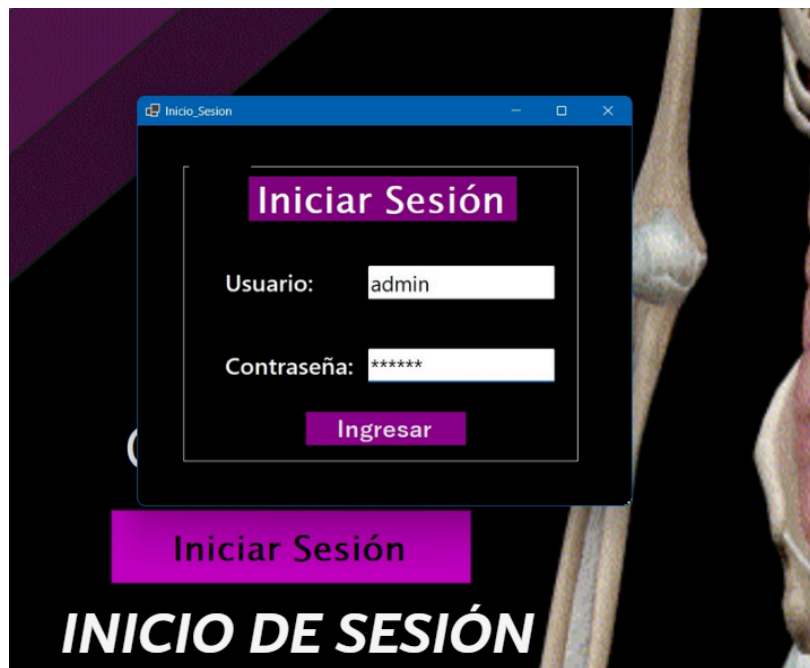 Inicio_Sesion
Iniciar Sesión
Usuario: admin
Contraseña: ******
Ingresar
Iniciar Sesión
INICIO DE SESIÓN